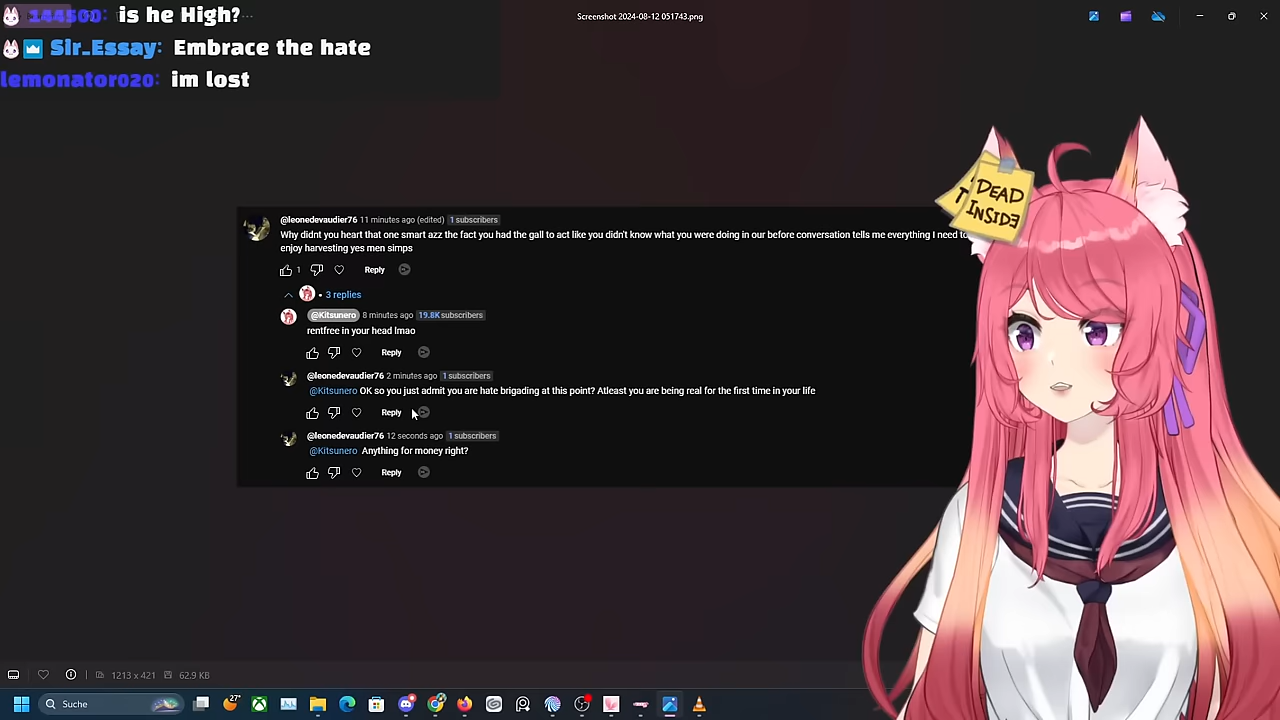 144500: is he High?
Screenshot 2024-08-12 051743.png
Sir_Essay: Embrace the hate
lemonator020: im lost
DEAD
INSIDE
@leonedevaudier76 11 minutes ago (edited) 1 subscribers
Why didnt you heart that one smart azz the fact you had the gall to act like you didn't know what you were doing in our before conversation tells me everything I need to
enjoy harvesting yes men simps
1 Reply
3 replies
@Kitsunero 8 minutes ago 19.8K subscribers
rentfree in your head lmao
Reply
@leonedevaudier76 2 minutes ago 1 subscribers
@Kitsunero OK so you just admit you are hate brigading at this point? Atleast you are being real for the first time in your life
Reply
@leonedevaudier76 12 seconds ago 1 subscribers
@Kitsunero Anything for money right?
Reply
1213 x 421 62.9 KB
Suche 27°